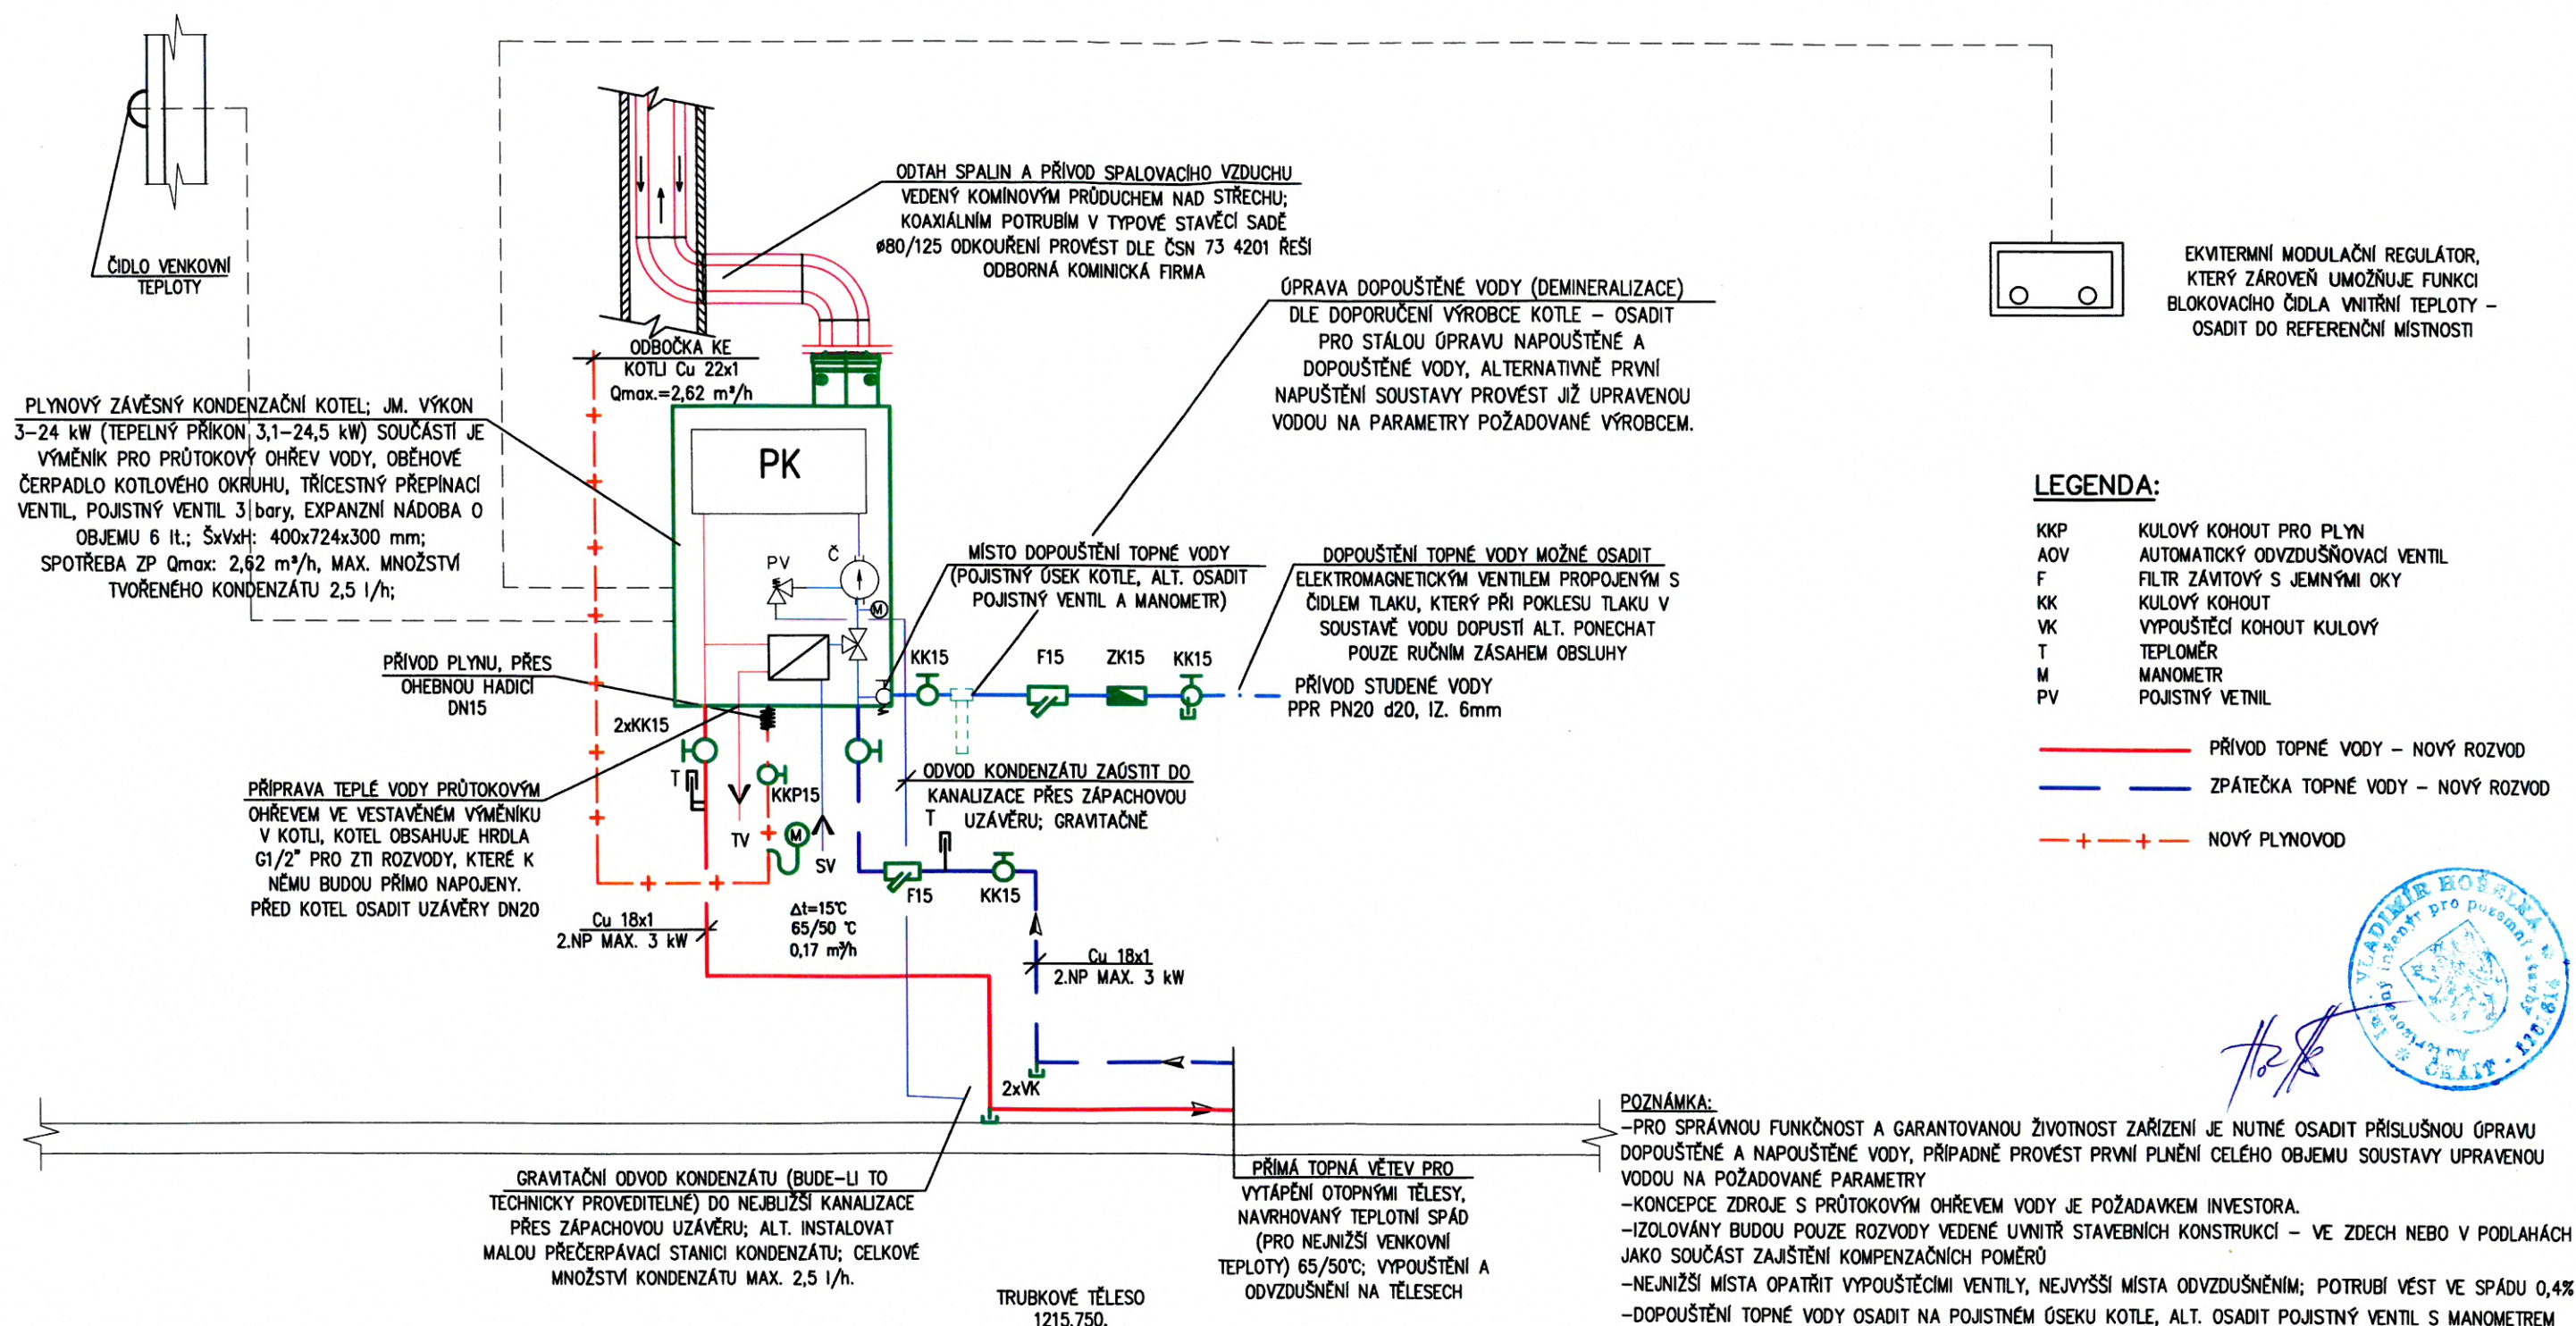 ČIDLO VENKOVNÍ
TEPLOTY
ODTAH SPALIN A PŘÍVOD SPALOVACÍHO VZDUCHU
VEDENÝ KOMÍNOVÝM PRŮDUCHEM NAD STŘECHU;
KOAXIÁLNÍM POTRUBÍM V TYPOVÉ STAVĚCÍ SADĚ
ø80/125 ODKOUŘENÍ PROVÉST DLE ČSN 73 4201 ŘEŠÍ
ODBORNÁ KOMINICKÁ FIRMA
ÚPRAVA DOPOUŠTĚNÉ VODY (DEMINERALIZACE)
DLE DOPORUČENÍ VÝROBCE KOTLE – OSADIT
PRO STÁLOU ÚPRAVU NAPOUŠTĚNÉ A
DOPOUŠTĚNÉ VODY, ALTERNATIVNĚ PRVNÍ
NAPUŠTĚNÍ SOUSTAVY PROVÉST JIŽ UPRAVENOU
VODOU NA PARAMETRY POŽADOVANÉ VÝROBCEM.
EKVITERMNÍ MODULAČNÍ REGULÁTOR,
KTERÝ ZÁROVEŇ UMOŽŇUJE FUNKCI
BLOKOVACÍHO ČIDLA VNITŘNÍ TEPLOTY –
OSADIT DO REFERENČNÍ MÍSTNOSTI
ODBOČKA KE
KOTLI Cu 22x1
Qmax.=2,62 m³/h
PLYNOVÝ ZÁVĚSNÝ KONDENZAČNÍ KOTEL; JM. VÝKON
3–24 kW (TEPELNÝ PŘÍKON 3,1–24,5 kW) SOUČÁSTÍ JE
VÝMĚNÍK PRO PRŮTOKOVÝ OHŘEV VODY, OBĚHOVÉ
ČERPADLO KOTLOVÉHO OKRUHU, TŘÍCESTNÝ PŘEPÍNACÍ
VENTIL, POJISTNÝ VENTIL 3 bary, EXPANZNÍ NÁDOBA O
OBJEMU 6 lt.; ŠxVxH: 400x724x300 mm;
SPOTŘEBA ZP Qmax: 2,62 m³/h, MAX. MNOŽSTVÍ
TVOŘENÉHO KONDENZÁTU 2,5 l/h;
PK
PV
Č
M
MÍSTO DOPOUŠTĚNÍ TOPNÉ VODY
(POJISTNÝ ÚSEK KOTLE, ALT. OSADIT
POJISTNÝ VENTIL A MANOMETR)
DOPOUŠTĚNÍ TOPNÉ VODY MOŽNÉ OSADIT
ELEKTROMAGNETICKÝM VENTILEM PROPOJENÝM S
ČIDLEM TLAKU, KTERÝ PŘI POKLESU TLAKU V
SOUSTAVĚ VODU DOPUSTÍ ALT. PONECHAT
POUZE RUČNÍM ZÁSAHEM OBSLUHY
KK15
F15
ZK15
KK15
PŘÍVOD STUDENÉ VODY
PPR PN20 d20, IZ. 6mm
LEGENDA:
KKP KULOVÝ KOHOUT PRO PLYN
AOV AUTOMATICKÝ ODVZDUŠŇOVACÍ VENTIL
F FILTR ZÁVITOVÝ S JEMNÝMI OKY
KK KULOVÝ KOHOUT
VK VYPOUŠTĚCÍ KOHOUT KULOVÝ
T TEPLOMĚR
M MANOMETR
PV POJISTNÝ VETNIL
PŘÍVOD TOPNÉ VODY – NOVÝ ROZVOD
ZPÁTEČKA TOPNÉ VODY – NOVÝ ROZVOD
NOVÝ PLYNOVOD
PŘÍVOD PLYNU, PŘES
OHEBNOU HADICÍ
DN15
2xKK15
PŘÍPRAVA TEPLÉ VODY PRŮTOKOVÝM
OHŘEVEM VE VESTAVĚNÉM VÝMĚNÍKU
V KOTLI, KOTEL OBSAHUJE HRDLA
G1/2" PRO ZTI ROZVODY, KTERÉ K
NĚMU BUDOU PŘÍMO NAPOJENY.
PŘED KOTEL OSADIT UZÁVĚRY DN20
T
KKP15
TV
M
SV
ODVOD KONDENZÁTU ZAÚSTIT DO
KANALIZACE PŘES ZÁPACHOVOU
UZÁVĚRU; GRAVITAČNĚ
T
F15
KK15
Cu 18x1
2.NP MAX. 3 kW
Δt=15℃
65/50 ℃
0,17 m³/h
Cu 18x1
2.NP MAX. 3 kW
2xVK
GRAVITAČNÍ ODVOD KONDENZÁTU (BUDE–LI TO
TECHNICKY PROVEDITELNÉ) DO NEJBLIŽŠÍ KANALIZACE
PŘES ZÁPACHOVOU UZÁVĚRU; ALT. INSTALOVAT
MALOU PŘEČERPÁVACÍ STANICI KONDENZÁTU; CELKOVÉ
MNOŽSTVÍ KONDENZÁTU MAX. 2,5 l/h.
PŘÍMÁ TOPNÁ VĚTEV PRO
VYTÁPĚNÍ OTOPNÝMI TĚLESY,
NAVRHOVANÝ TEPLOTNÍ SPÁD
(PRO NEJNIŽŠÍ VENKOVNÍ
TEPLOTY) 65/50℃; VYPOUŠTĚNÍ A
ODVZDUŠNĚNÍ NA TĚLESECH
TRUBKOVÉ TĚLESO
1215.750.
VLADIMÍR
ČKAIT
POZNÁMKA:
–PRO SPRÁVNOU FUNKČNOST A GARANTOVANOU ŽIVOTNOST ZAŘÍZENÍ JE NUTNÉ OSADIT PŘÍSLUŠNOU ÚPRAVU
DOPOUŠTĚNÉ A NAPOUŠTĚNÉ VODY, PŘÍPADNĚ PROVÉST PRVNÍ PLNĚNÍ CELÉHO OBJEMU SOUSTAVY UPRAVENOU
VODOU NA POŽADOVANÉ PARAMETRY
–KONCEPCE ZDROJE S PRŮTOKOVÝM OHŘEVEM VODY JE POŽADAVKEM INVESTORA.
–IZOLOVÁNY BUDOU POUZE ROZVODY VEDENÉ UVNITŘ STAVEBNÍCH KONSTRUKCÍ – VE ZDECH NEBO V PODLAHÁCH
JAKO SOUČÁST ZAJIŠTĚNÍ KOMPENZAČNÍCH POMĚRŮ
–NEJNIŽŠÍ MÍSTA OPATŘIT VYPOUŠTĚCÍMI VENTILY, NEJVYŠŠÍ MÍSTA ODVZDUŠNĚNÍM; POTRUBÍ VÉST VE SPÁDU 0,4%
–DOPOUŠTĚNÍ TOPNÉ VODY OSADIT NA POJISTNÉM ÚSEKU KOTLE, ALT. OSADIT POJISTNÝ VENTIL S MANOMETREM